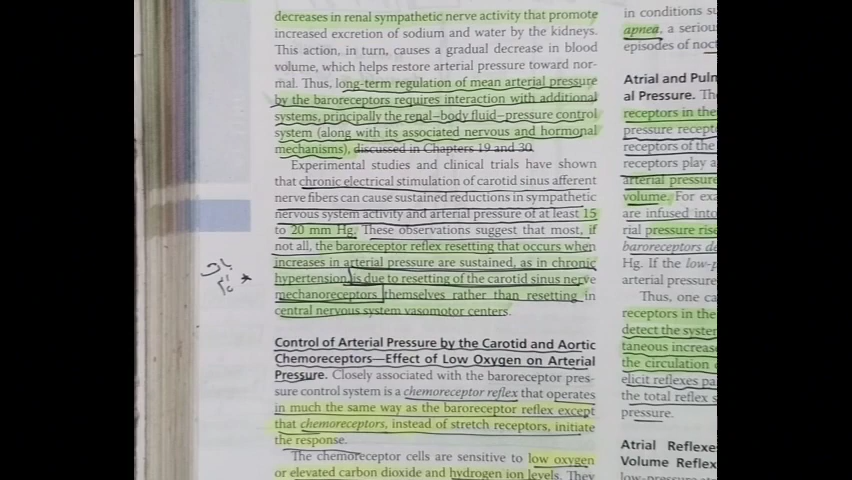 decreases in renal sympathetic nerve activity that promote
increased excretion of sodium and water by the kidneys.
This action, in turn, causes a gradual decrease in blood
volume, which helps restore arterial pressure toward nor-
mal. Thus, long-term regulation of mean arterial pressure
by the baroreceptors requires interaction with additional
systems, principally the renal–body fluid–pressure control
system (along with its associated nervous and hormonal
mechanisms), discussed in Chapters 19 and 30.
Experimental studies and clinical trials have shown
that chronic electrical stimulation of carotid sinus afferent
nerve fibers can cause sustained reductions in sympathetic
nervous system activity and arterial pressure of at least 15
to 20 mm Hg. These observations suggest that most, if
not all, the baroreceptor reflex resetting that occurs when
increases in arterial pressure are sustained, as in chronic
hypertension, is due to resetting of the carotid sinus nerve
mechanoreceptors themselves rather than resetting in
central nervous system vasomotor centers.
Control of Arterial Pressure by the Carotid and Aortic
Chemoreceptors—Effect of Low Oxygen on Arterial
Pressure. Closely associated with the baroreceptor pres-
sure control system is a chemoreceptor reflex that operates
in much the same way as the baroreceptor reflex except
that chemoreceptors, instead of stretch receptors, initiate
the response.
The chemoreceptor cells are sensitive to low oxygen
or elevated carbon dioxide and hydrogen ion levels. They
in conditions
apnea, a
episodes of
Atrial and
al Pressure.
receptors in the
pressure
receptors of the
receptors play a
arterial pressure
volume. For
are infused into
rial pressure
baroreceptors
Hg. If the
arterial pressure
Thus, one
receptors in the
detect the
taneous
the circulation
elicit reflexes
the total reflex
pressure.
Atrial
Volume